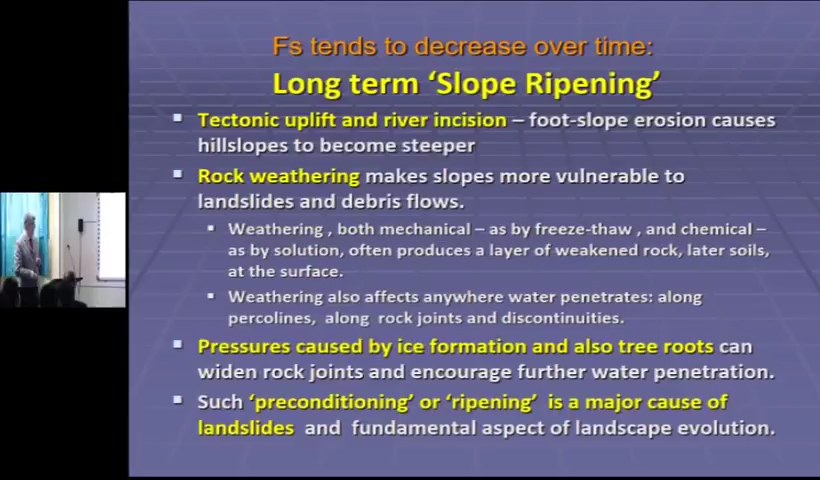 Fs tends to decrease over time:
Long term ‘Slope Ripening’
Tectonic uplift and river incision – foot-slope erosion causes
hillslopes to become steeper
Rock weathering makes slopes more vulnerable to
landslides and debris flows.
Weathering , both mechanical – as by freeze-thaw , and chemical –
as by solution, often produces a layer of weakened rock, later soils,
at the surface.
Weathering also affects anywhere water penetrates: along
percolines, along rock joints and discontinuities.
Pressures caused by ice formation and also tree roots can
widen rock joints and encourage further water penetration.
Such ‘preconditioning’ or ‘ripening’ is a major cause of
landslides and fundamental aspect of landscape evolution.